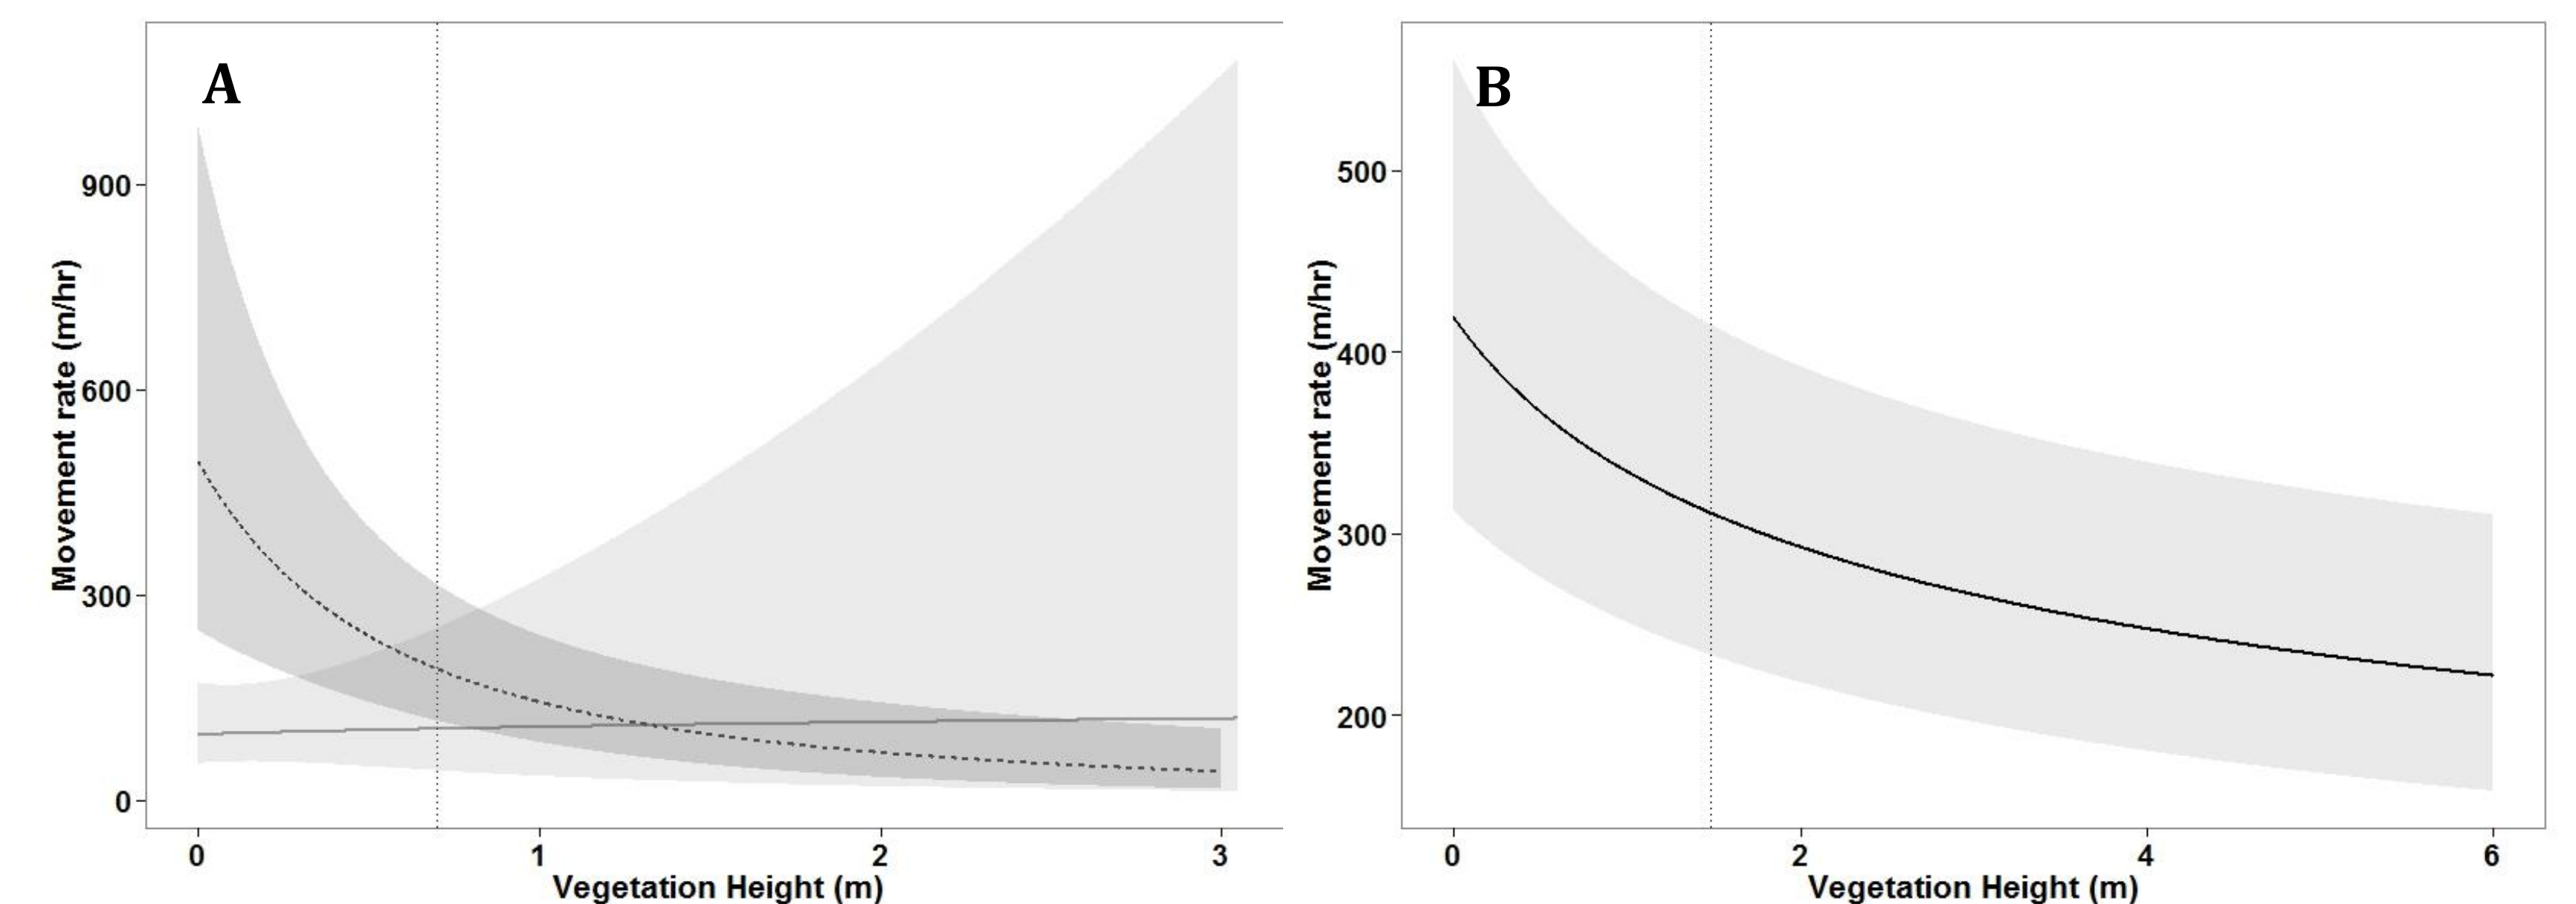 A
Movement rate (m/hr)
900
600
300
0
0 1 2 3
Vegetation Height (m)
B
Movement rate (m/hr)
500
400
300
200
0 2 4 6
Vegetation Height (m)